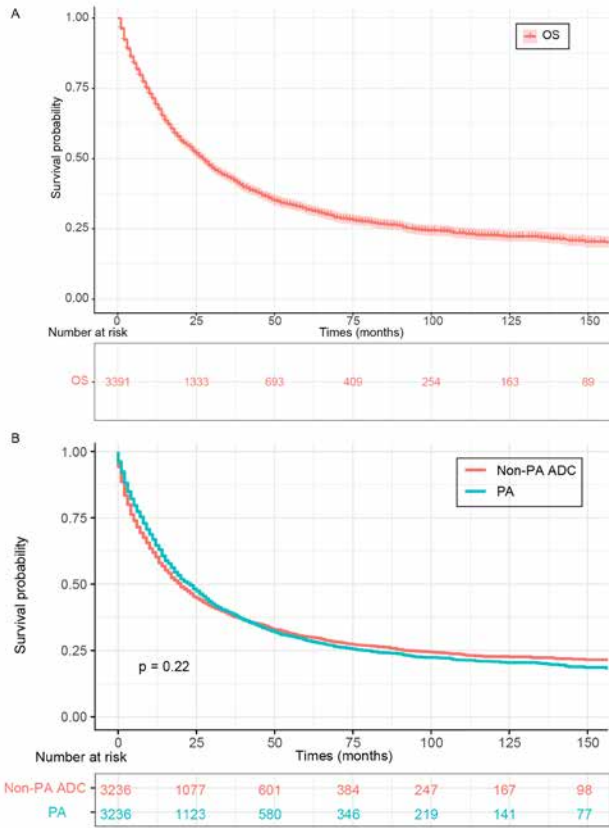 A
1.00
0.75
0.50
0.25
0.00
Survival probability
OS
0 25 50 75 100 125 150
Number at risk
Times (months)
OS 3391 1333 693 409 254 163 89
B
1.00
0.75
0.50
0.25
0.00
Survival probability
Non-PA ADC
PA
p = 0.22
0 25 50 75 100 125 150
Number at risk
Times (months)
Non-PA ADC 3236 1077 601 384 247 167 98
PA 3236 1123 580 346 219 141 77